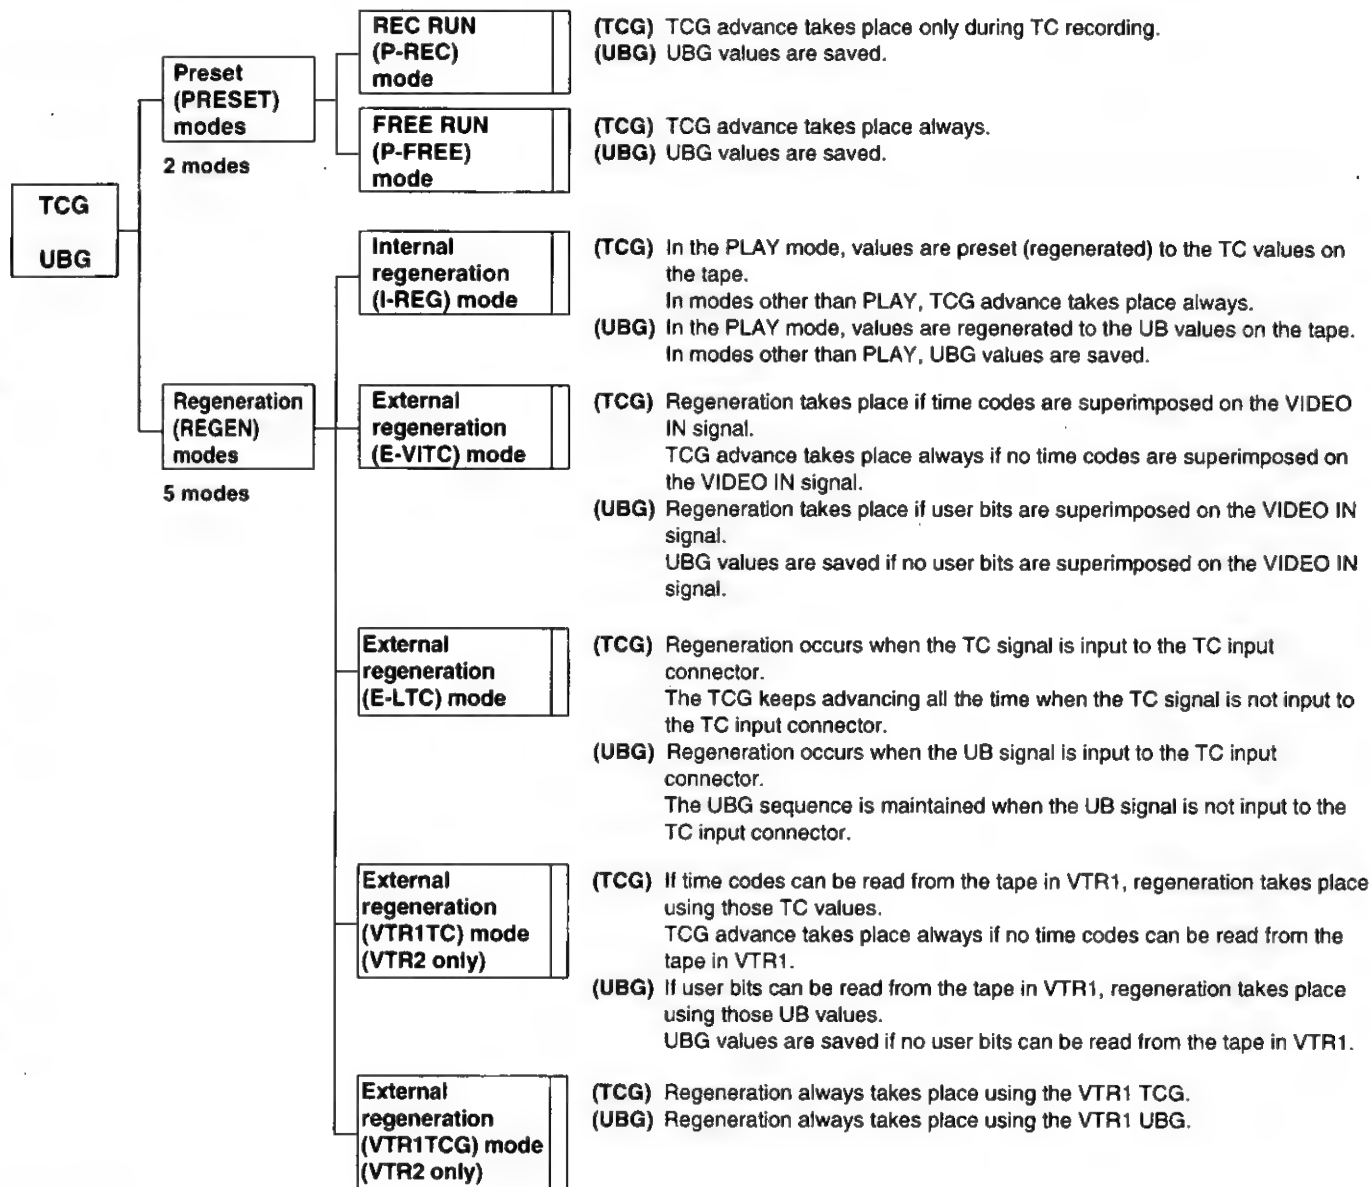 TCG
UBG
Preset
(PRESET)
modes
2 modes
REC RUN
(P-REC)
mode
(TCG) TCG advance takes place only during TC recording.
(UBG) UBG values are saved.
FREE RUN
(P-FREE)
mode
(TCG) TCG advance takes place always.
(UBG) UBG values are saved.
Regeneration
(REGEN)
modes
5 modes
Internal
regeneration
(I-REG) mode
(TCG) In the PLAY mode, values are preset (regenerated) to the TC values on
the tape.
In modes other than PLAY, TCG advance takes place always.
(UBG) In the PLAY mode, values are regenerated to the UB values on the tape.
In modes other than PLAY, UBG values are saved.
External
regeneration
(E-VITC) mode
(TCG) Regeneration takes place if time codes are superimposed on the VIDEO
IN signal.
TCG advance takes place always if no time codes are superimposed on
the VIDEO IN signal.
(UBG) Regeneration takes place if user bits are superimposed on the VIDEO IN
signal.
UBG values are saved if no user bits are superimposed on the VIDEO IN
signal.
External
regeneration
(E-LTC) mode
(TCG) Regeneration occurs when the TC signal is input to the TC input
connector.
The TCG keeps advancing all the time when the TC signal is not input to
the TC input connector.
(UBG) Regeneration occurs when the UB signal is input to the TC input
connector.
The UBG sequence is maintained when the UB signal is not input to the
TC input connector.
External
regeneration
(VTR1TC) mode
(VTR2 only)
(TCG) If time codes can be read from the tape in VTR1, regeneration takes place
using those TC values.
TCG advance takes place always if no time codes can be read from the
tape in VTR1.
(UBG) If user bits can be read from the tape in VTR1, regeneration takes place
using those UB values.
UBG values are saved if no user bits can be read from the tape in VTR1.
External
regeneration
(VTR1TCG) mode
(VTR2 only)
(TCG) Regeneration always takes place using the VTR1 TCG.
(UBG) Regeneration always takes place using the VTR1 UBG.